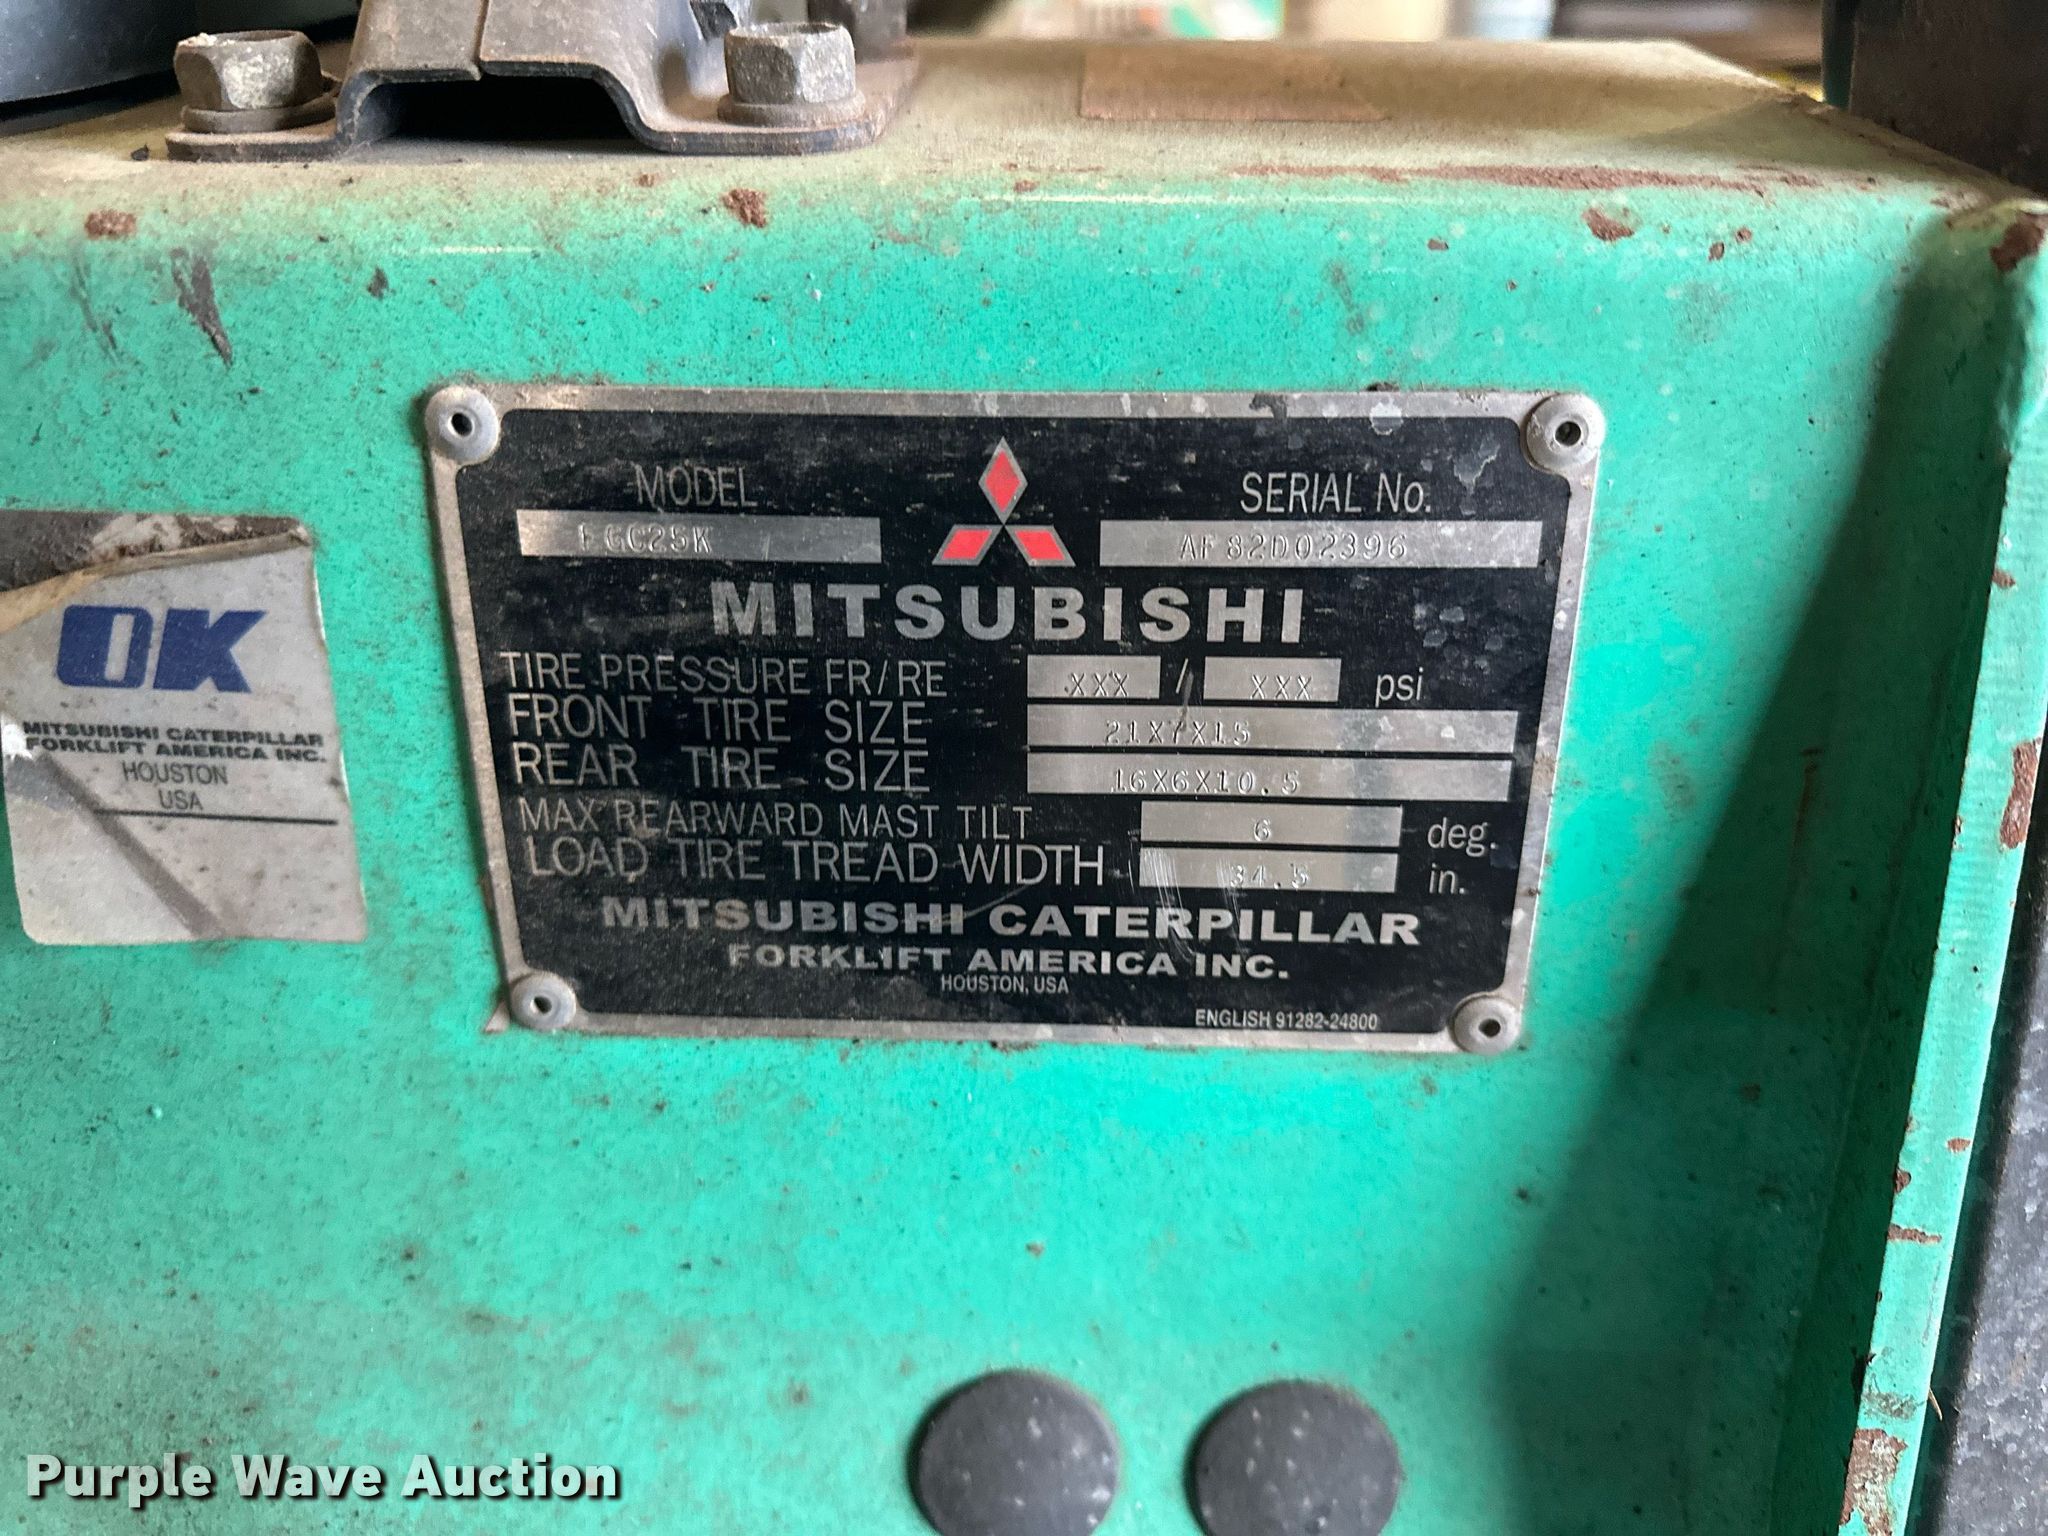 MODEL
FGC25K
SERIAL No.
AF82D02396
MITSUBISHI
TIRE PRESSURE FR/RE XXX / XXX psi
FRONT TIRE SIZE 21X7X15
REAR TIRE SIZE 16X6X10.5
MAX REARWARD MAST TILT 6 deg.
LOAD TIRE TREAD WIDTH 34.5 in.
MITSUBISHI CATERPILLAR
FORKLIFT AMERICA INC.
HOUSTON, USA
ENGLISH 91282-24800
OK
MITSUBISHI CATERPILLAR
FORKLIFT AMERICA INC.
HOUSTON
USA
Purple Wave Auction